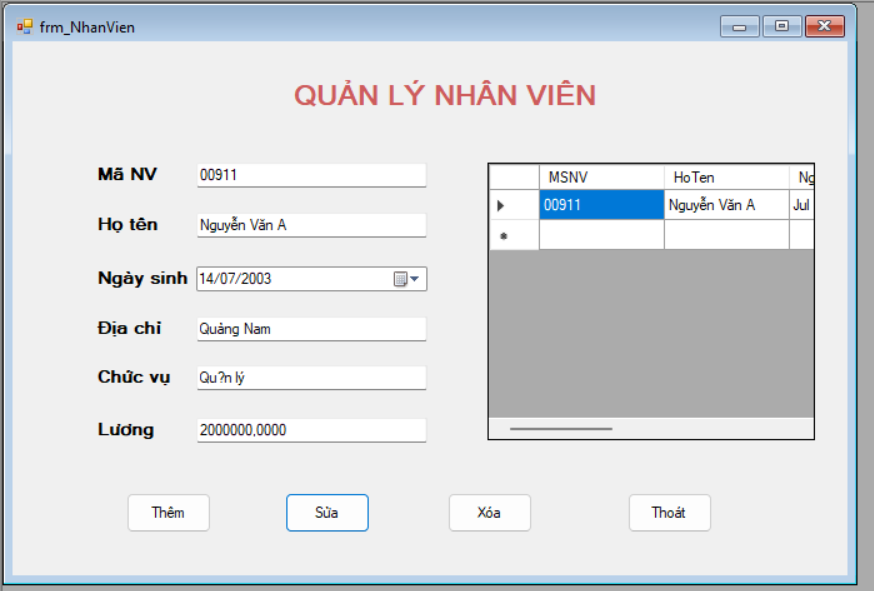 frm_NhanVien
QUẢN LÝ NHÂN VIÊN
Mã NV 00911
Họ tên Nguyễn Văn A
Ngày sinh 14/07/2003
Địa chỉ Quảng Nam
Chức vụ Qu?n lý
Lương 2000000,0000
MSNV HoTen Ng
00911 Nguyễn Văn A Jul
Thêm Sửa Xóa Thoát